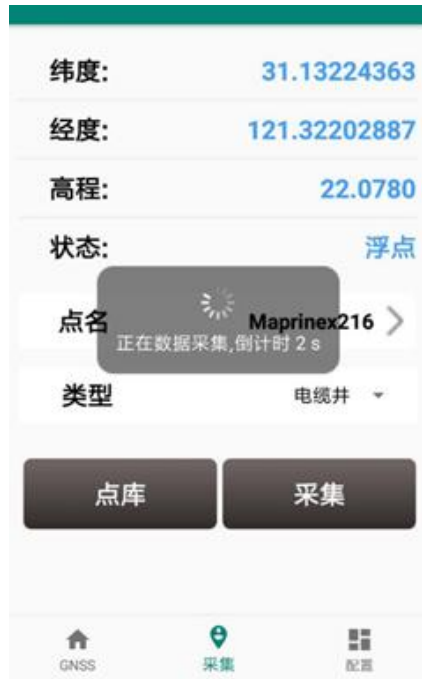 纬度: 31.13224363
经度: 121.32202887
高程: 22.0780
状态: 浮点
点名 Maprinex216
正在数据采集,倒计时 2 s
类型 电缆井
点库 采集
GNSS 采集 配置